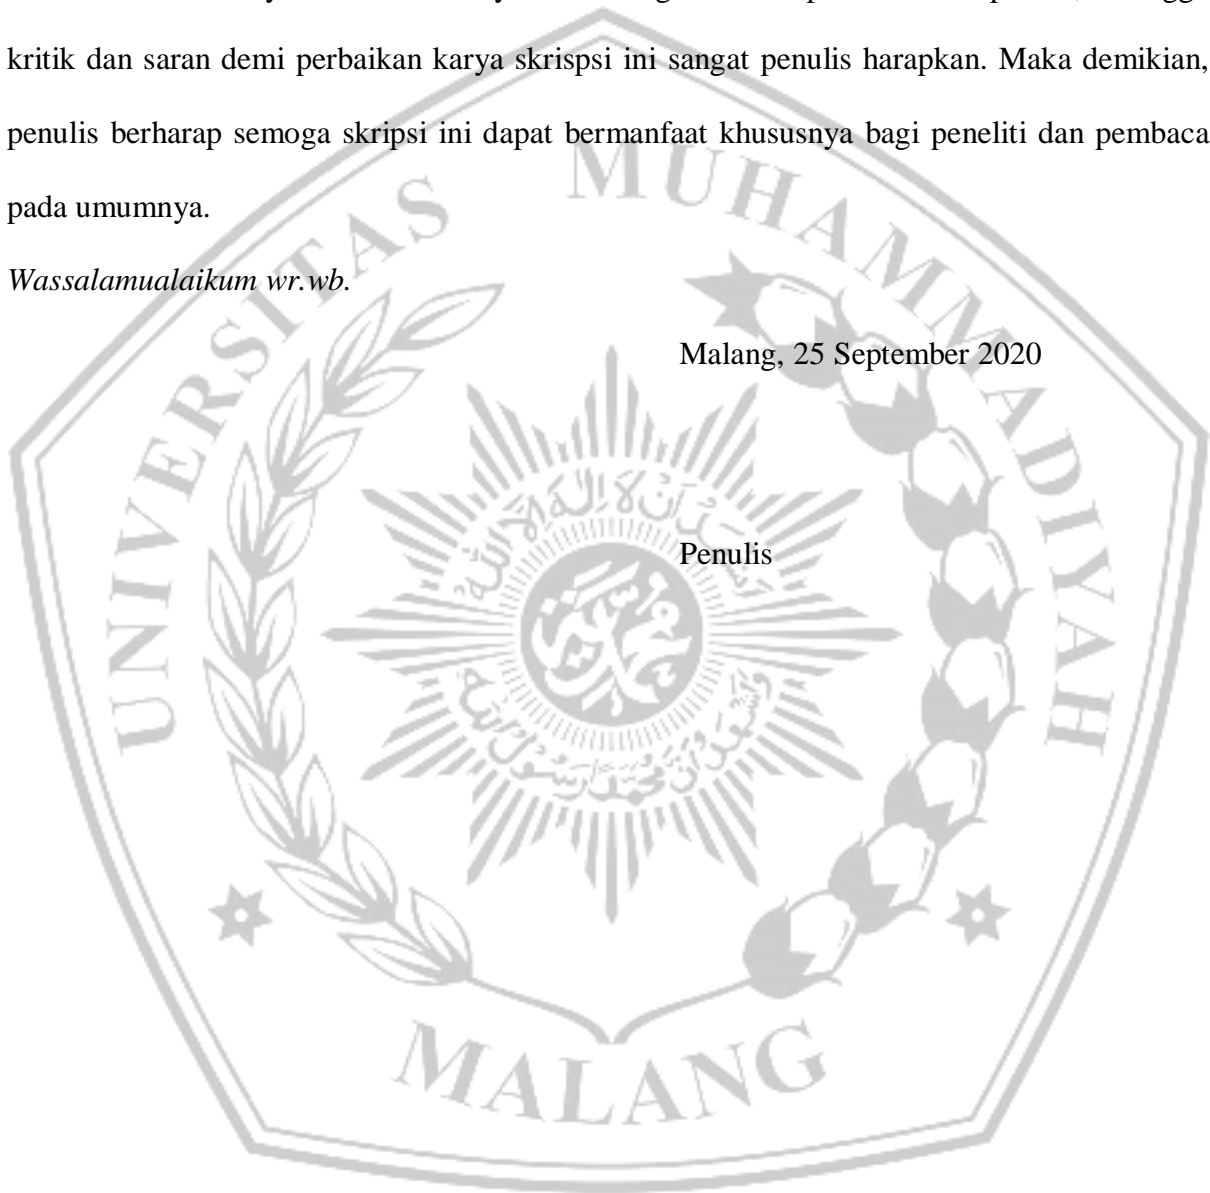 kritik dan saran demi perbaikan karya skrispsi ini sangat penulis harapkan. Maka demikian,
penulis berharap semoga skripsi ini dapat bermanfaat khususnya bagi peneliti dan pembaca
pada umumnya.
Wassalamualaikum wr.wb.
Malang, 25 September 2020
Penulis
UNIVERSITAS MUHAMMADIYAH
MALANG